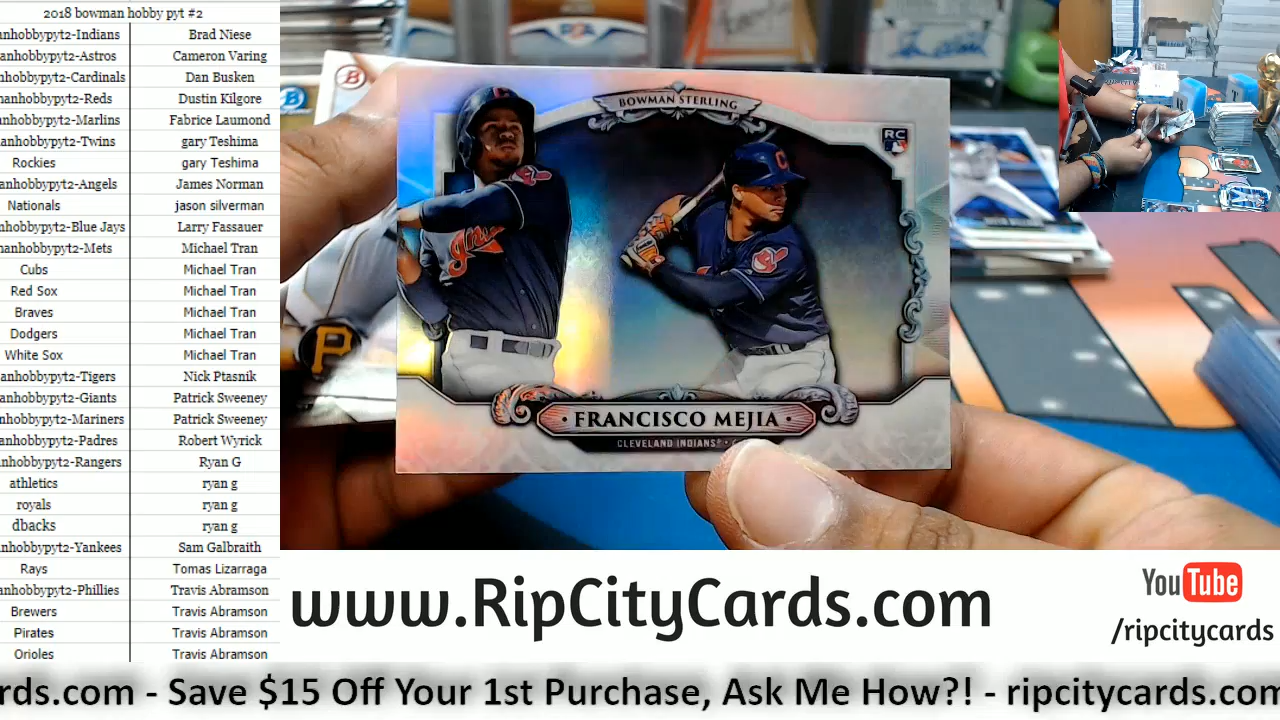 2018 bowman hobby pyt #2
anhobbypyt2-Indians Brad Niese
anhobbypyt2-Astros Cameron Varing
anhobbypyt2-Cardinals Dan Busken
manhobbypyt2-Reds Dustin Kilgore
anhobbypyt2-Marlins Fabrice Laumond
anhobbypyt2-Twins gary Teshima
Rockies gary Teshima
anhobbypyt2-Angels James Norman
Nationals jason silverman
anhobbypyt2-Blue Jays Larry Fassauer
manhobbypyt2-Mets Michael Tran
Cubs Michael Tran
Red Sox Michael Tran
Braves Michael Tran
Dodgers Michael Tran
White Sox Michael Tran
anhobbypyt2-Tigers Nick Ptasnik
anhobbypyt2-Giants Patrick Sweeney
nhobbypyt2-Mariners Patrick Sweeney
anhobbypyt2-Padres Robert Wyrick
nhobbypyt2-Rangers Ryan G
athletics ryan g
royals ryan g
dbacks ryan g
nhobbypyt2-Yankees Sam Galbraith
Rays Tomas Lizarraga
nhobbypyt2-Phillies Travis Abramson
Brewers Travis Abramson
Pirates Travis Abramson
Orioles Travis Abramson
BOWMAN STERLING
RC
Indians
P
FRANCISCO MEJIA
CLEVELAND INDIANS
www.RipCityCards.com
YouTube
/ripcitycards
rds.com - Save $15 Off Your 1st Purchase, Ask Me How?! - ripcitycards.com